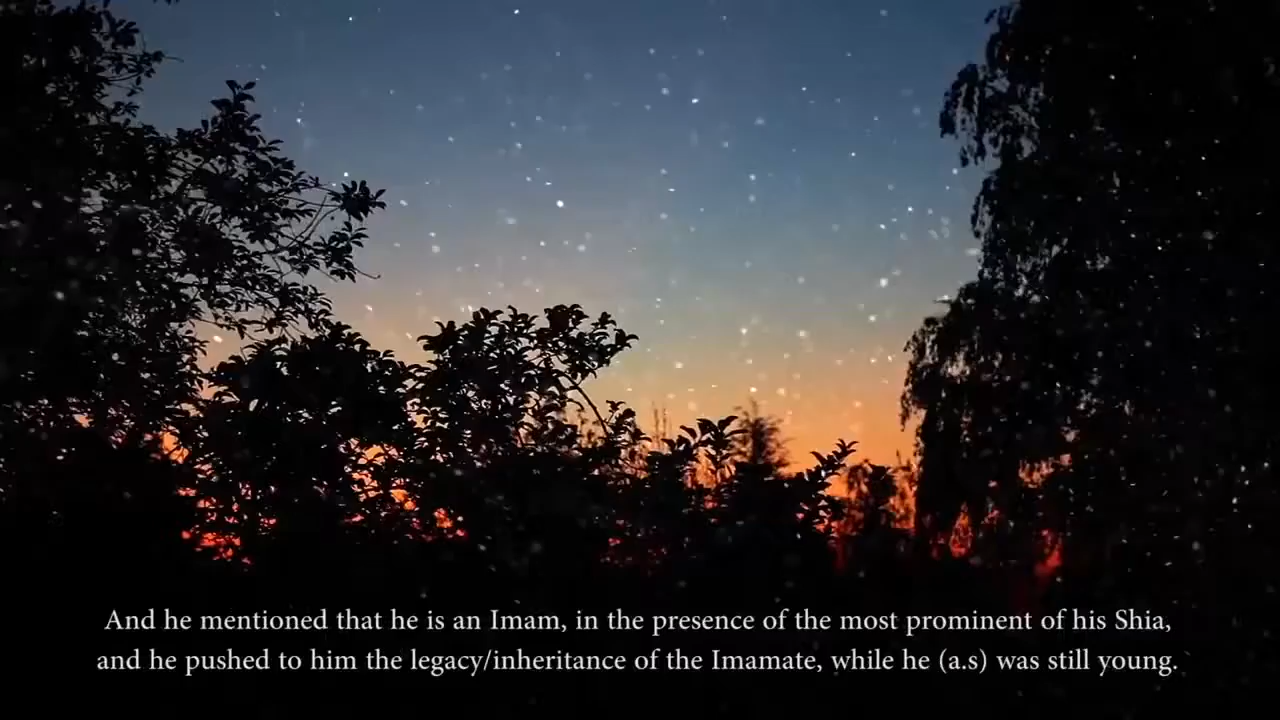 And he mentioned that he is an Imam, in the presence of the most prominent of his Shia,
and he pushed to him the legacy/inheritance of the Imamate, while he (a.s) was still young.